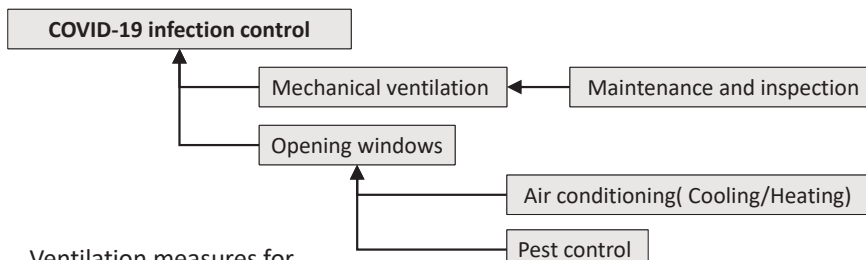 COVID-19 infection control
Mechanical ventilation
Maintenance and inspection
Opening windows
Air conditioning( Cooling/Heating)
Pest control
Ventilation measures for